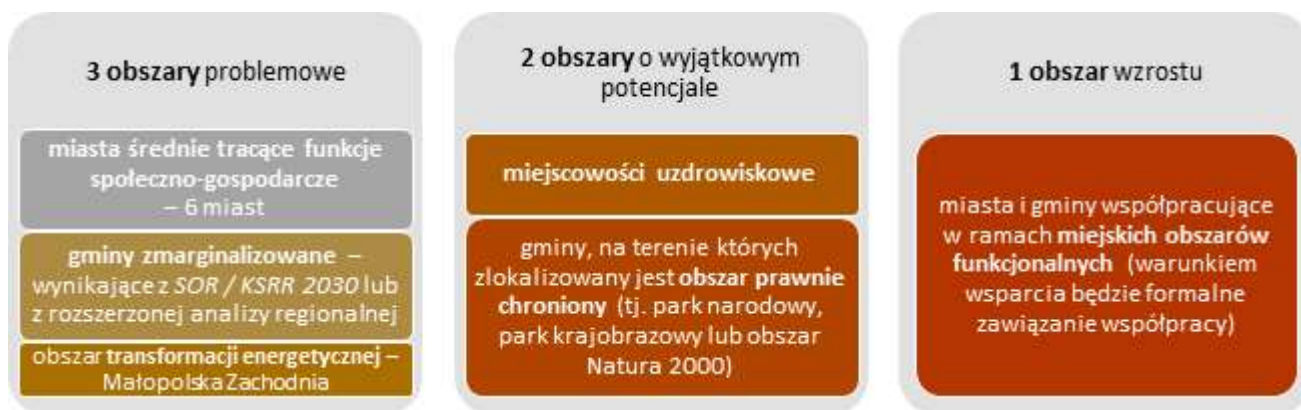 3 obszary problemowe
miasta średnie tracące funkcje
społeczno-gospodarcze
– 6 miast
gminy zmarginalizowane –
wynikające z SOR / KSRR 2030 lub
z rozszerzonej analizy regionalnej
obszar transformacji energetycznej –
Małopolska Zachodnia
2 obszary o wyjątkowym
potencjale
miejscowości uzdrowiskowe
gminy, na terenie których
zlokalizowany jest obszar prawnie
chroniony (tj. park narodowy,
park krajobrazowy lub obszar
Natura 2000)
1 obszar wzrostu
miasta i gminy współpracujące
w ramach miejskich obszarów
funkcjonalnych (warunkiem
wsparcia będzie formalne
zawiązanie współpracy)